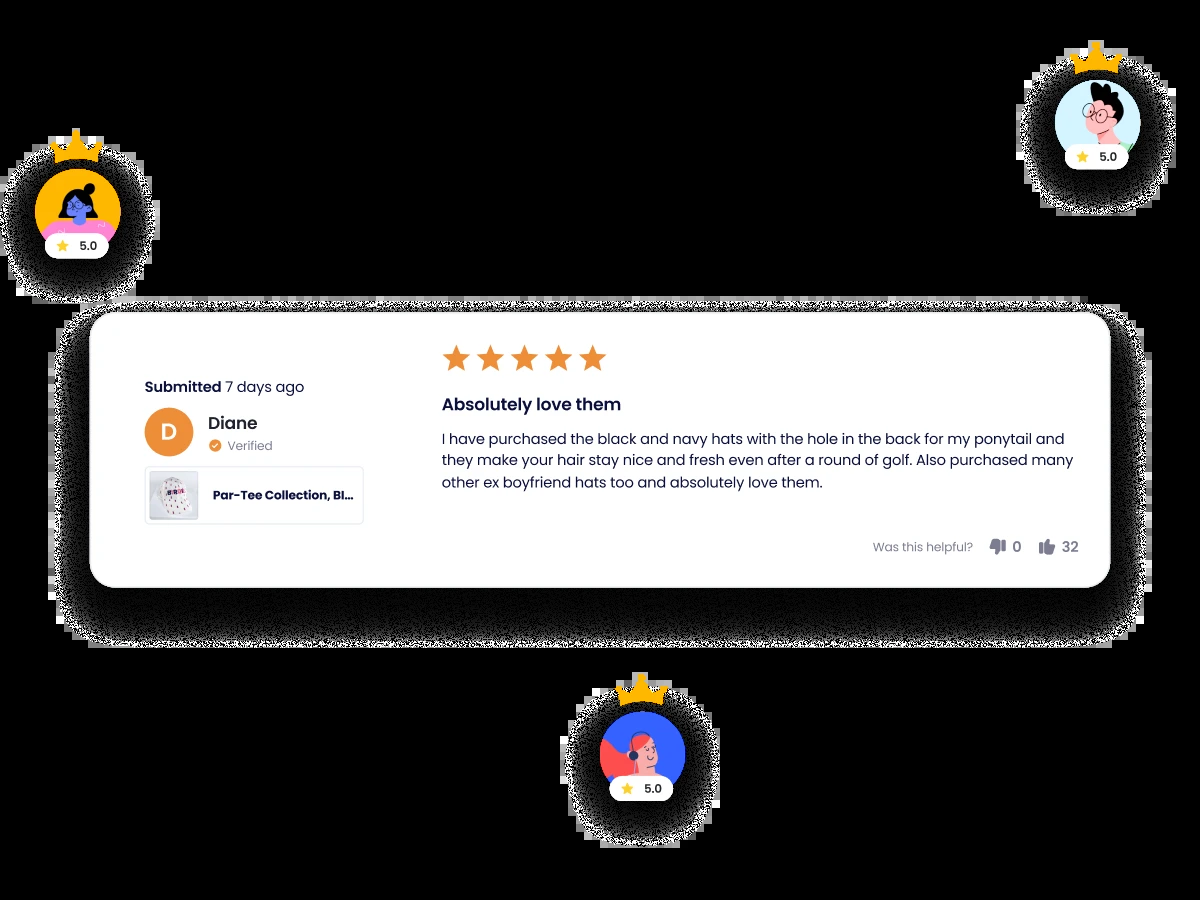 5.0
5.0
Submitted 7 days ago
D
Diane
Verified
Par-Tee Collection, Bl...
Absolutely love them
I have purchased the black and navy hats with the hole in the back for my ponytail and
they make your hair stay nice and fresh even after a round of golf. Also purchased many
other ex boyfriend hats too and absolutely love them.
Was this helpful? 0 32
5.0